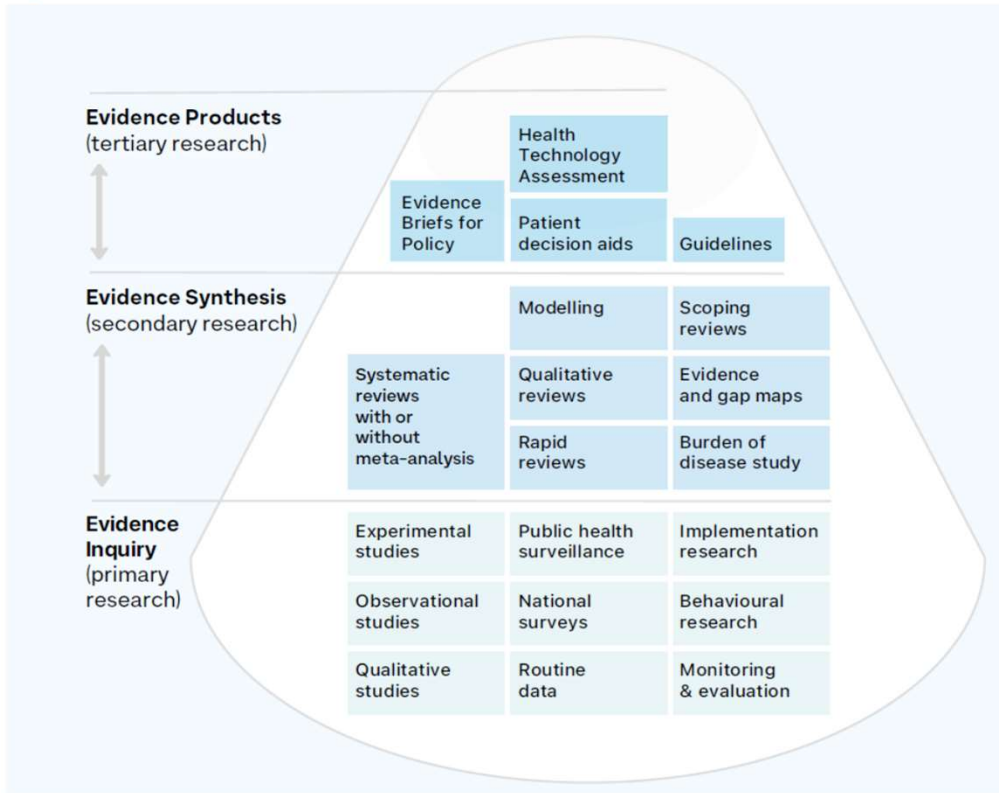 Evidence Products
(tertiary research)
Health
Technology
Assessment
Evidence
Briefs for
Policy
Patient
decision aids
Guidelines
Evidence Synthesis
(secondary research)
Modelling
Scoping
reviews
Systematic
reviews
with or
without
meta-analysis
Qualitative
reviews
Evidence
and gap maps
Rapid
reviews
Burden of
disease study
Evidence
Inquiry
(primary
research)
Experimental
studies
Public health
surveillance
Implementation
research
Observational
studies
National
surveys
Behavioural
research
Qualitative
studies
Routine
data
Monitoring
& evaluation